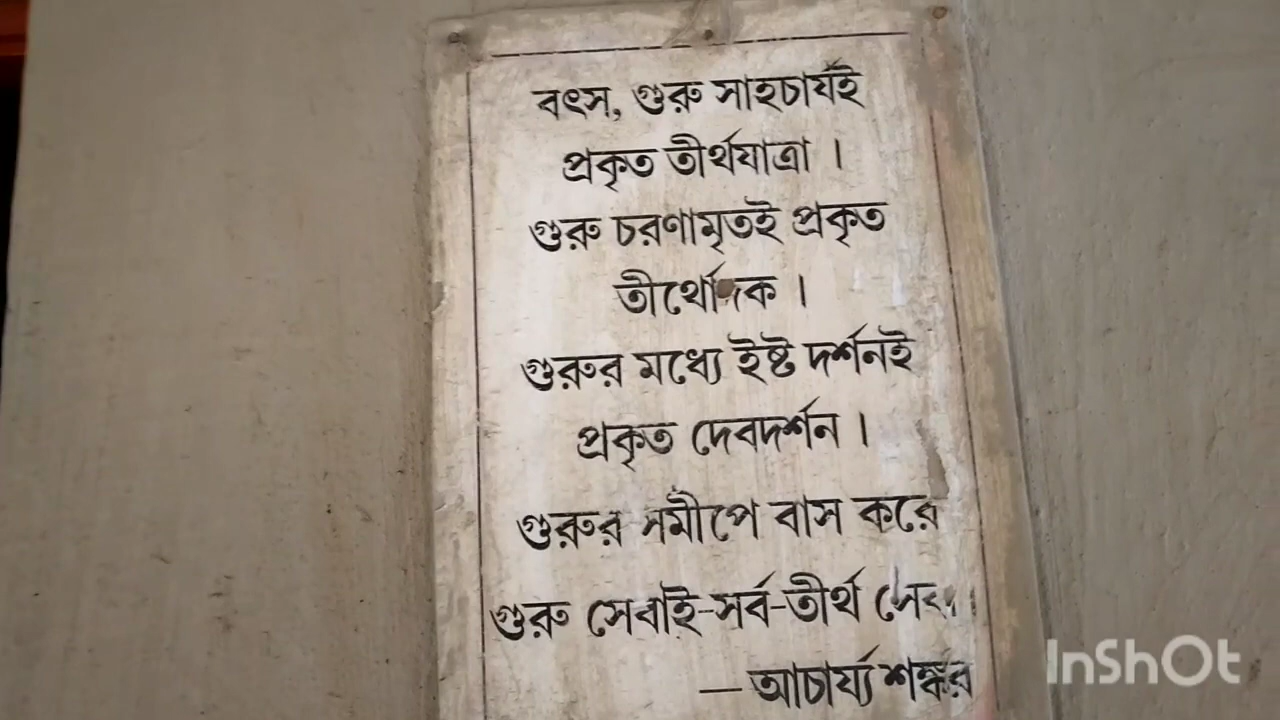 বৎস, গুরু সাহচার্যই
প্রকৃত তীর্থযাত্রা ।
গুরু চরণামৃতই প্রকৃত
তীর্থোদক ।
গুরুর মধ্যে ইষ্ট দর্শনই
প্রকৃত দেবদর্শন ।
গুরুর সমীপে বাস করে
গুরু সেবাই-সর্ব-তীর্থ সেবা ।
— আচার্য্য শঙ্কর
InShOt